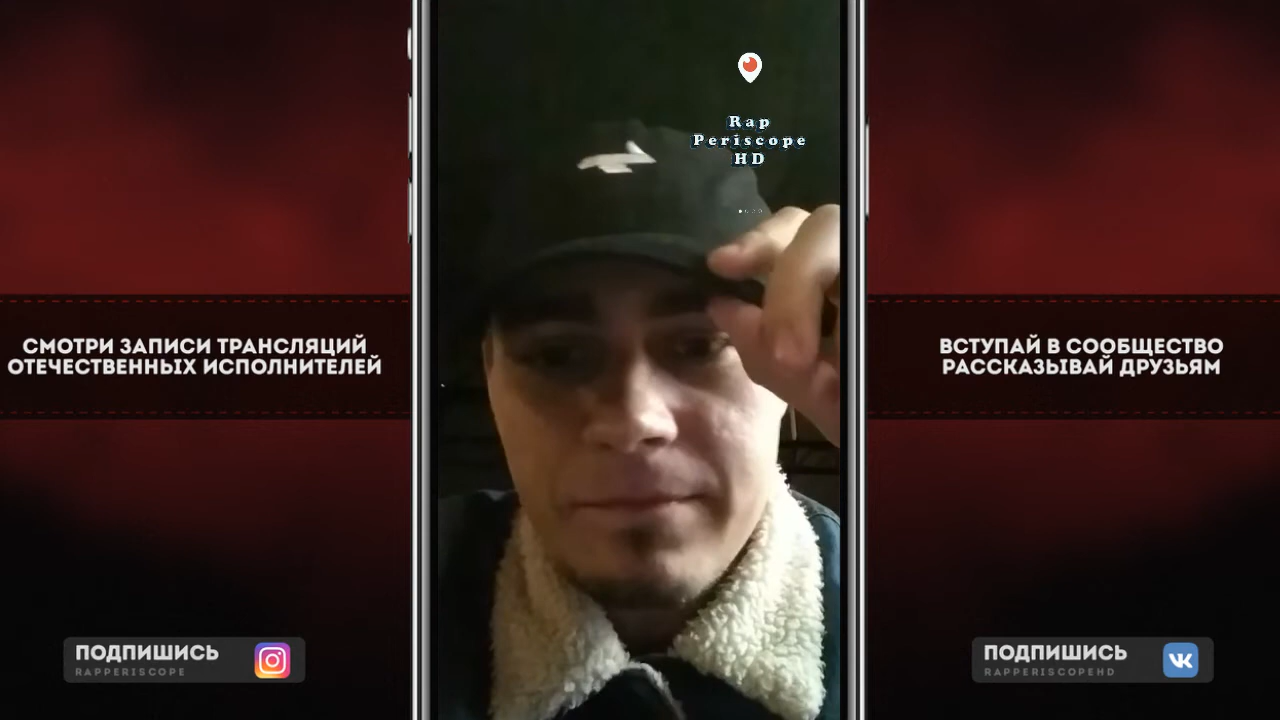 Rap
Periscope
HD
СМОТРИ ЗАПИСИ ТРАНСЛЯЦИЙ
ОТЕЧЕСТВЕННЫХ ИСПОЛНИТЕЛЕЙ
ВСТУПАЙ В СООБЩЕСТВО
РАССКАЗЫВАЙ ДРУЗЬЯМ
ПОДПИШИСЬ
RAPPERISCOPE
ПОДПИШИСЬ
RAPPERISCOPEHD